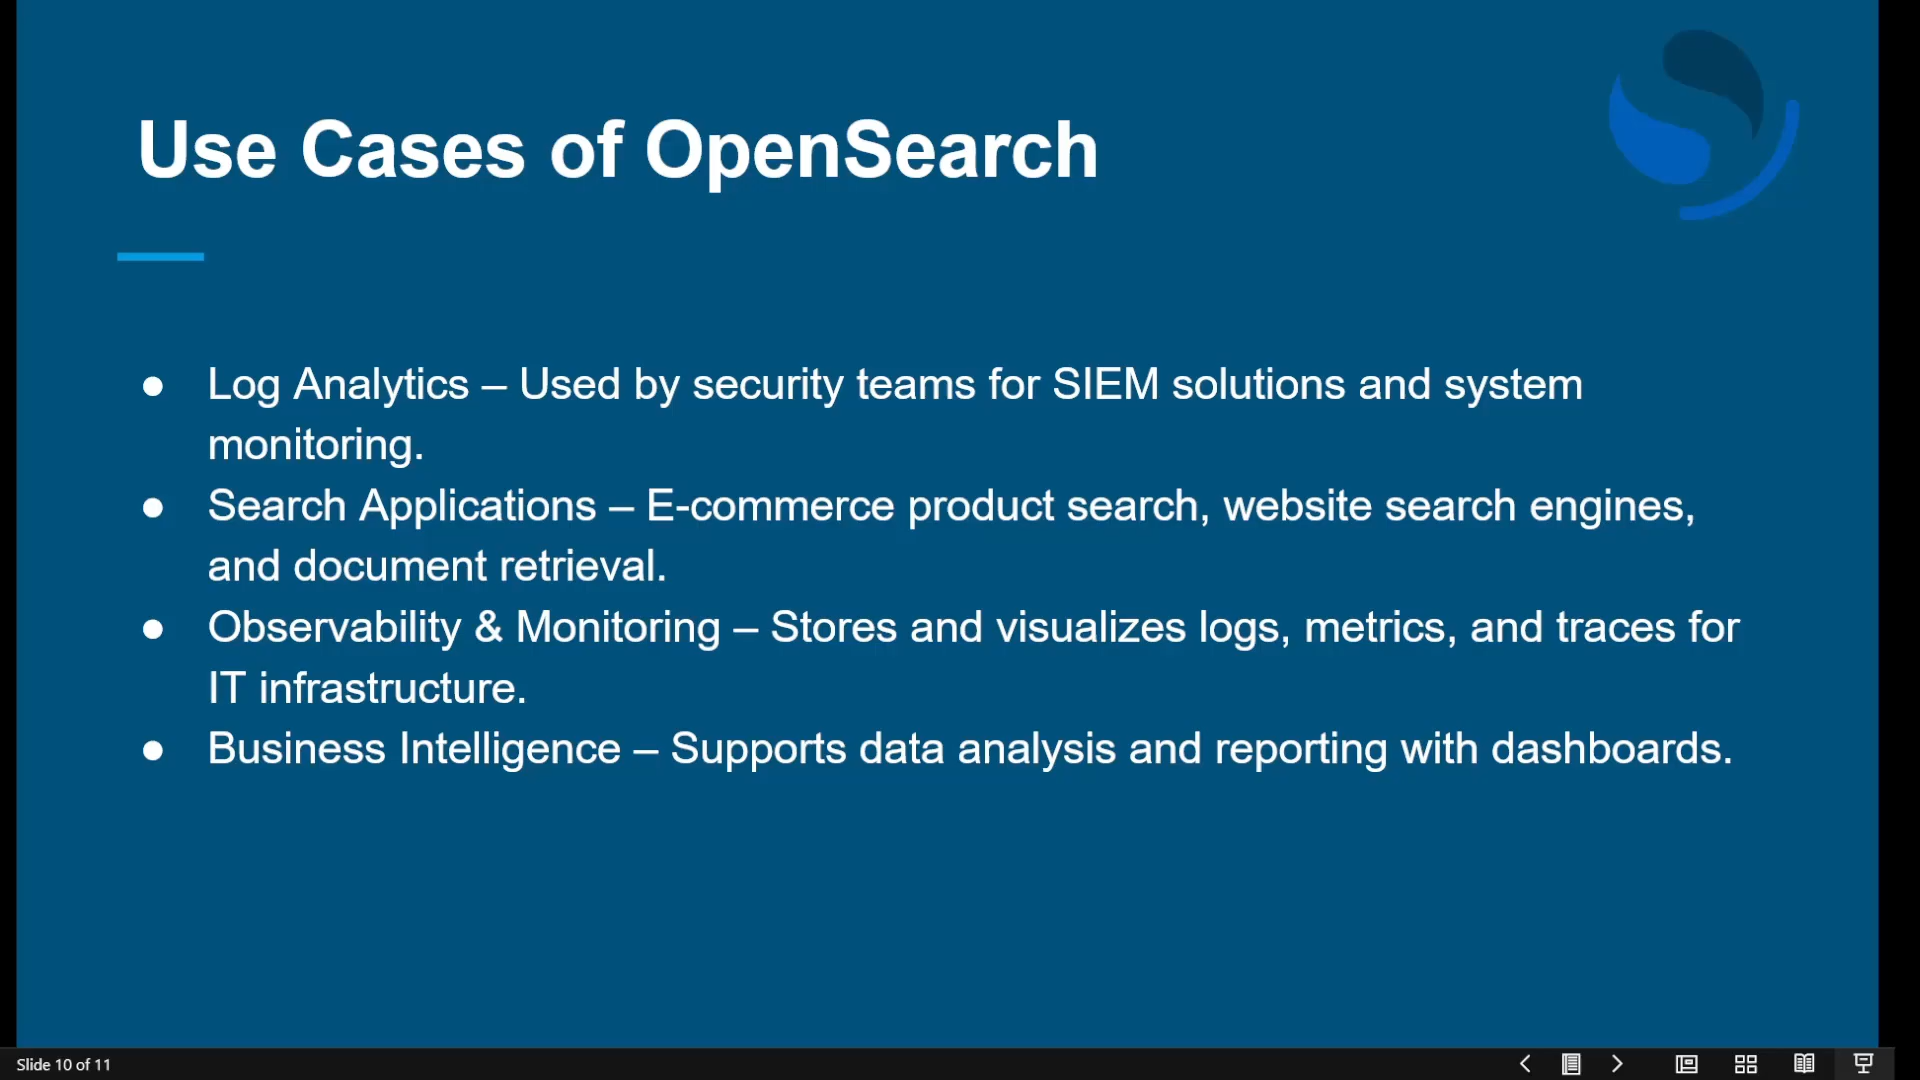 Use Cases of OpenSearch
● Log Analytics – Used by security teams for SIEM solutions and system
monitoring.
● Search Applications – E-commerce product search, website search engines,
and document retrieval.
● Observability & Monitoring – Stores and visualizes logs, metrics, and traces for
IT infrastructure.
● Business Intelligence – Supports data analysis and reporting with dashboards.
Slide 10 of 11